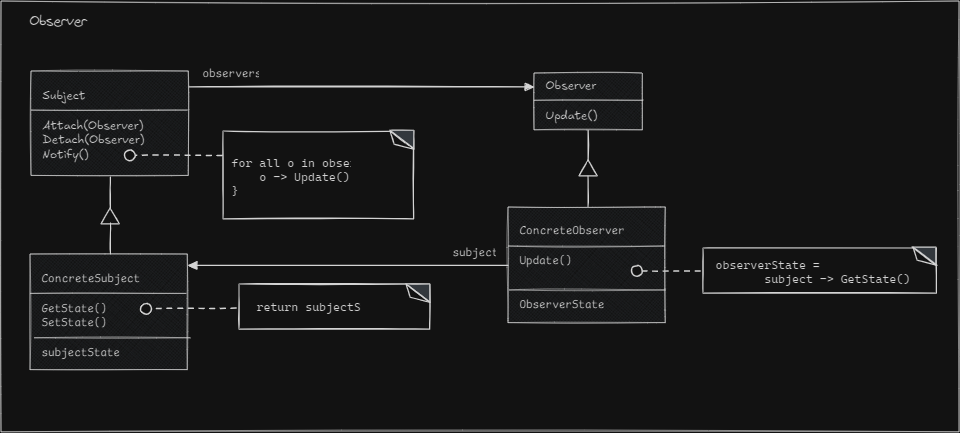 Observer
observers
Subject
Attach(Observer)
Detach(Observer)
Notify()
for all o in obse
o -> Update()
}
Observer
Update()
ConcreteSubject
GetState()
SetState()
subjectState
return subjectS
subject
ConcreteObserver
Update()
ObserverState
observerState =
subject -> GetState()